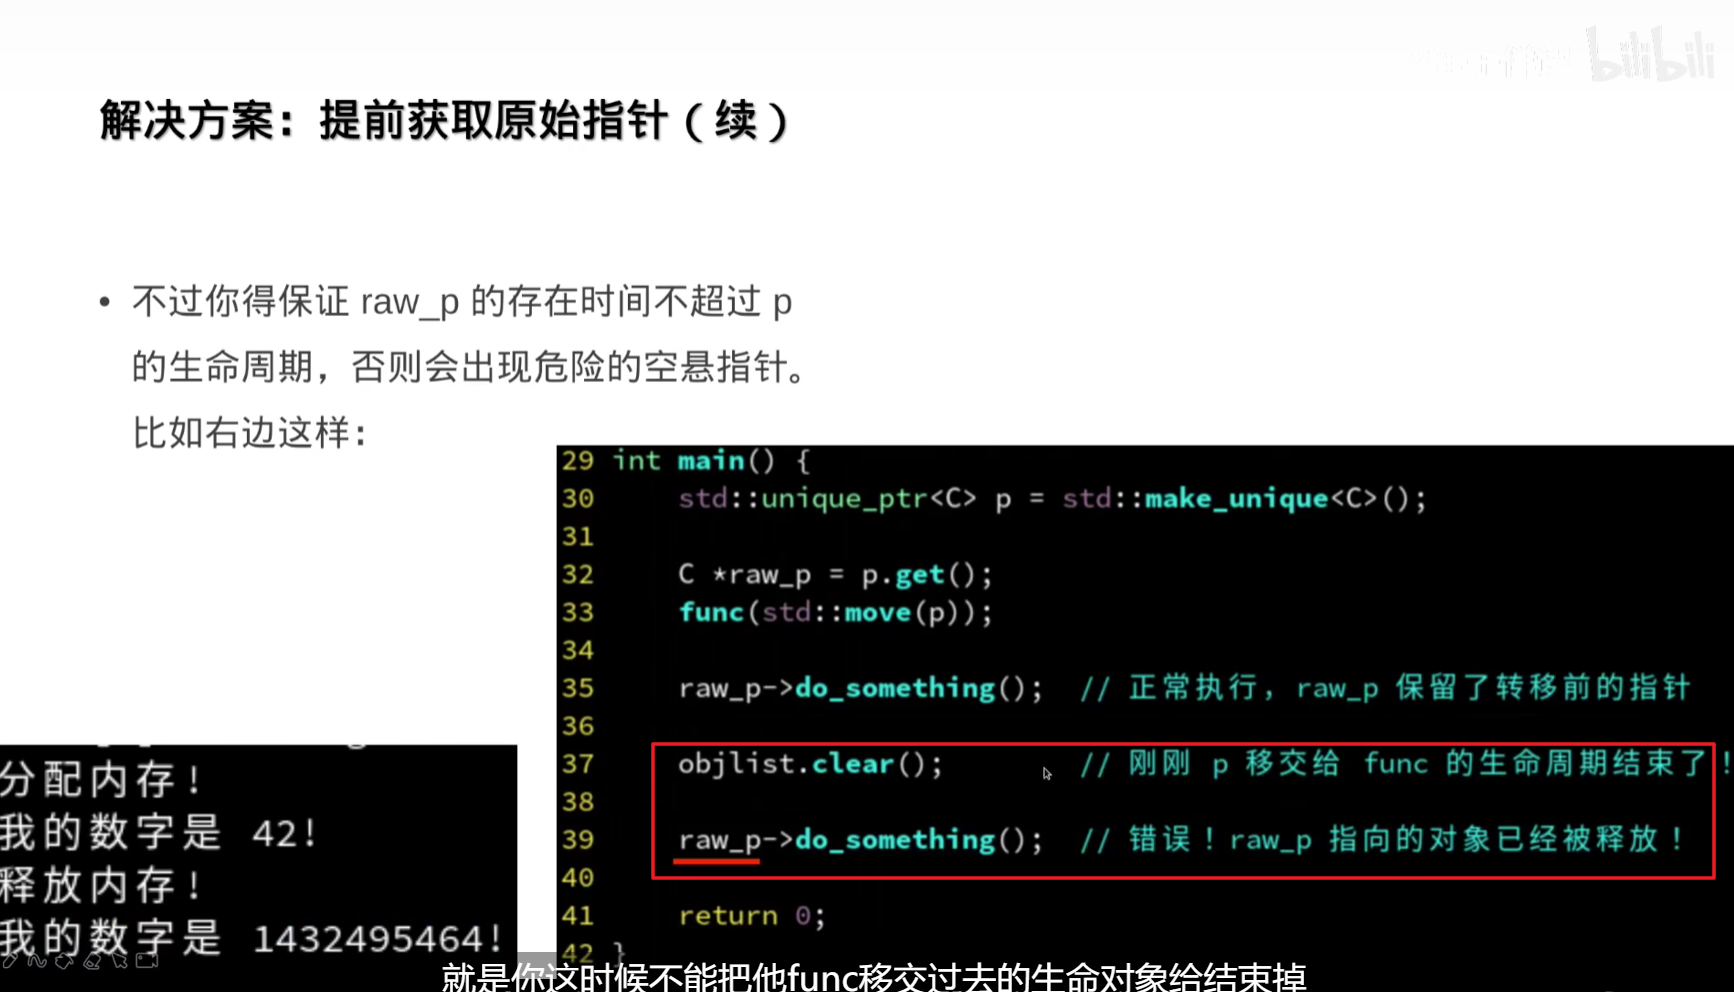 bilibili
解决方案：提前获取原始指针（续）
• 不过你得保证 raw_p 的存在时间不超过 p
的生命周期，否则会出现危险的空悬指针。
比如右边这样：
29 int main() {
30 std::unique_ptr<C> p = std::make_unique<C>();
31
32 C *raw_p = p.get();
33 func(std::move(p));
34
35 raw_p->do_something(); // 正常执行，raw_p 保留了转移前的指针
36
37 objlist.clear(); // 刚刚 p 移交给 func 的生命周期结束了！
38
39 raw_p->do_something(); // 错误！raw_p 指向的对象已经被释放！
40
41 return 0;
42 }
分配内存！
我的数字是 42！
释放内存！
我的数字是 1432495464！
就是你这时候不能把他func移交过去的生命对象给结束掉